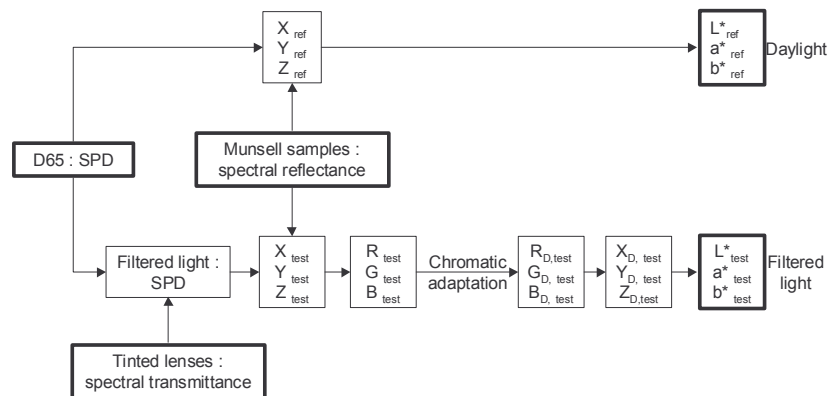 X ref
Y ref
Z ref
L* ref
a* ref
b* ref
Daylight
D65 : SPD
Munsell samples :
spectral reflectance
Filtered light :
SPD
X test
Y test
Z test
R test
G test
B test
Chromatic
adaptation
R D,test
G D, test
B D, test
X D, test
Y D, test
Z D,test
L* test
a* test
b* test
Filtered
light
Tinted lenses :
spectral transmittance